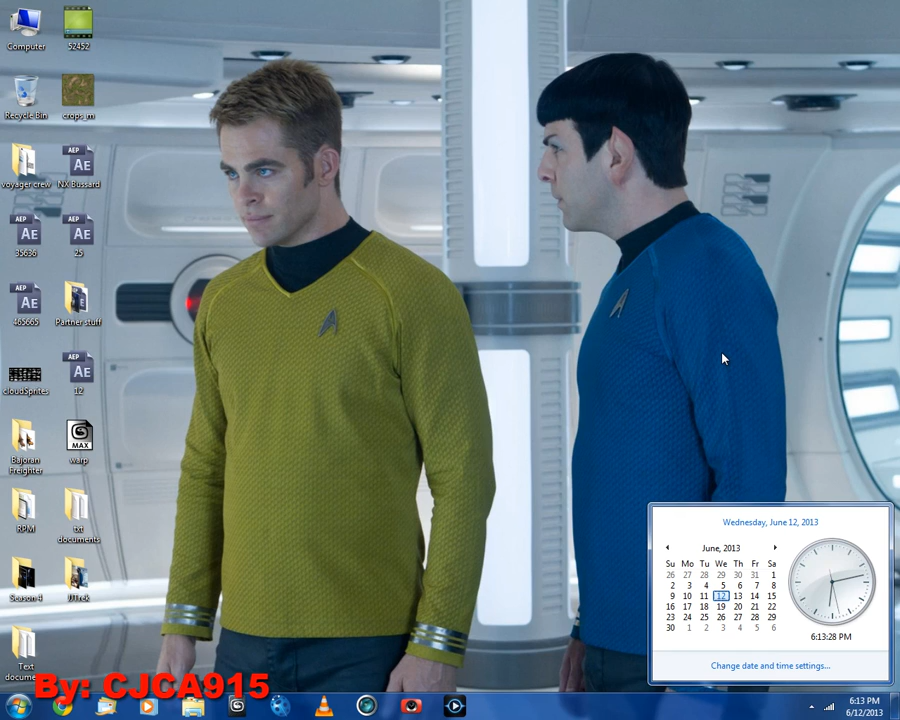 Computer
52452
Recycle Bin
crops_m
voyager crew
AEP
Ae
NX Bussard
AEP
Ae
35636
AEP
Ae
25
AEP
Ae
465665
Partner stuff
cloudSprites
AEP
Ae
12
Bajoran
Freighter
MAX
warp
RPM
txt
documents
Season 4
JJTrek
Text
documents
By: CJCA915
Wednesday, June 12, 2013
June, 2013
Su Mo Tu We Th Fr Sa
26 27 28 29 30 31 1
2 3 4 5 6 7 8
9 10 11 12 13 14 15
16 17 18 19 20 21 22
23 24 25 26 27 28 29
30 1 2 3 4 5 6
6:13:28 PM
Change date and time settings...
6:13 PM
6/12/2013